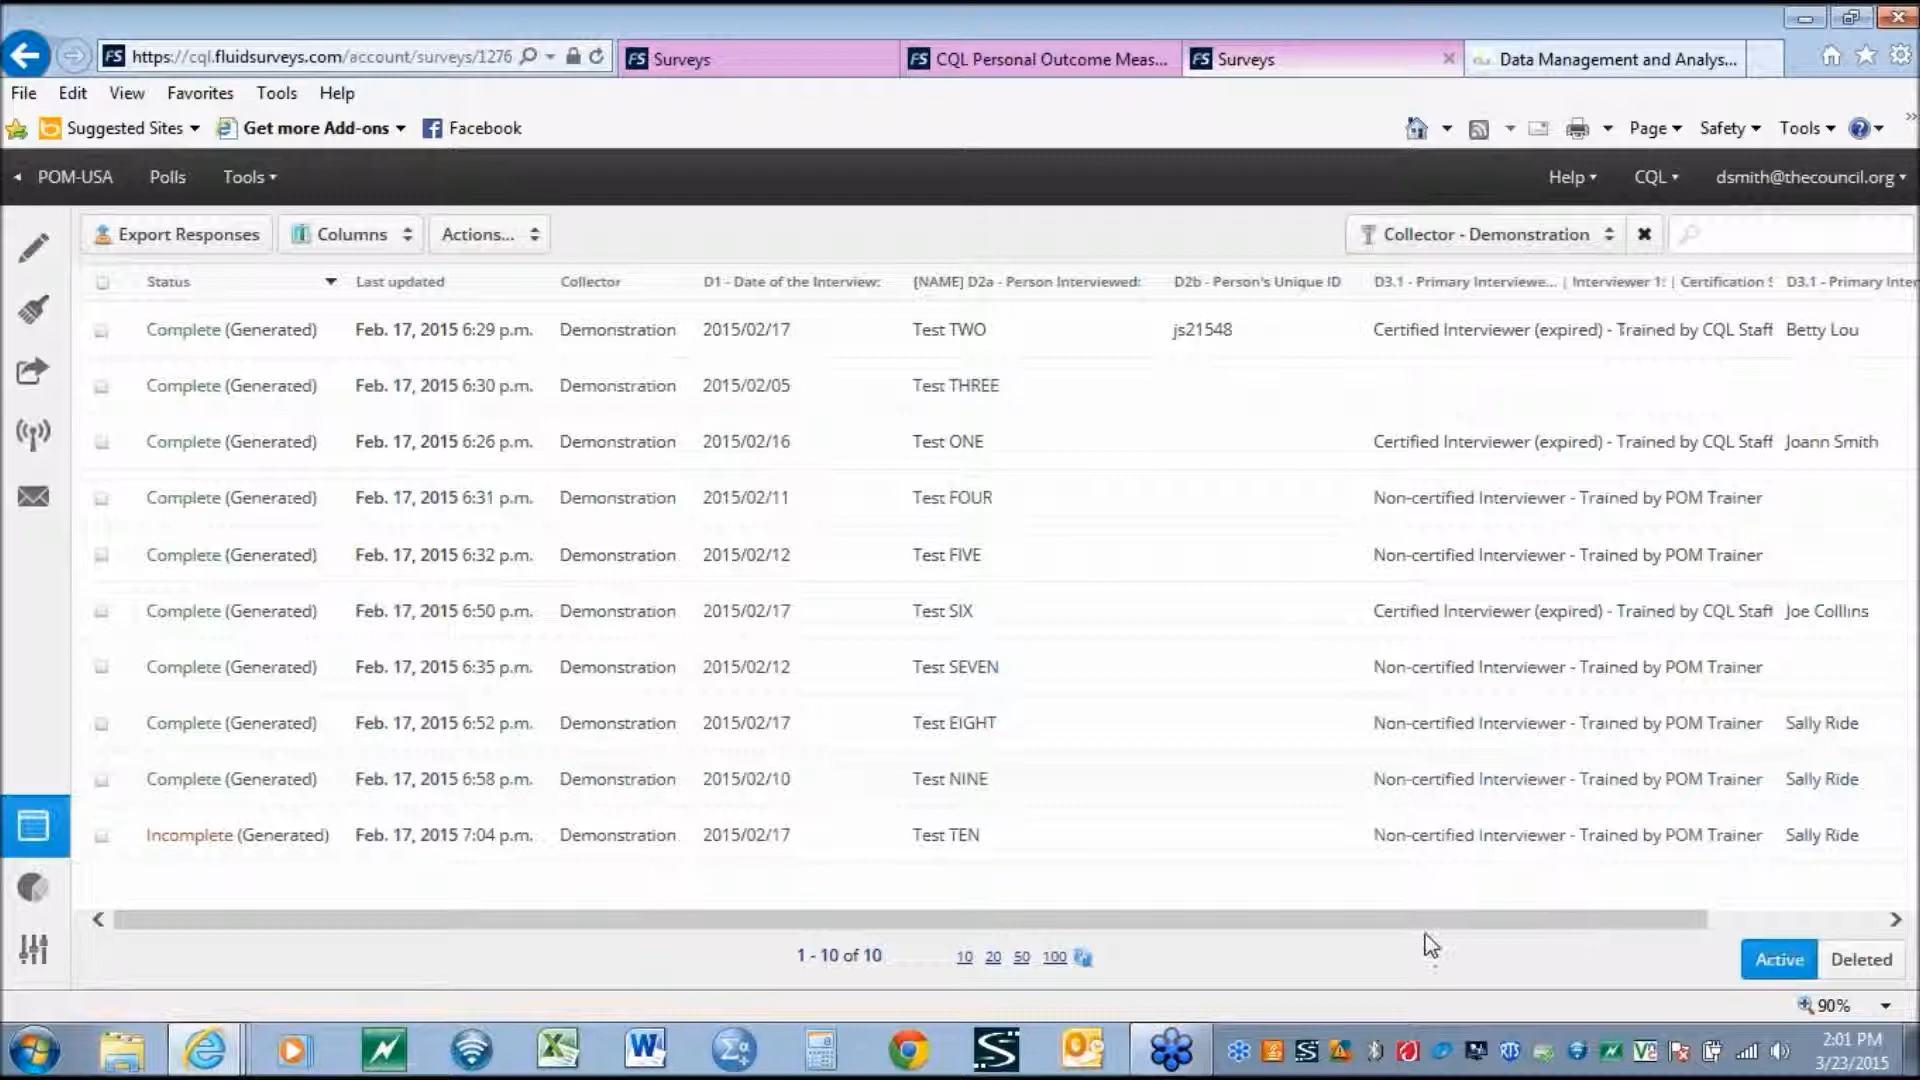 https://cql.fluidsurveys.com/account/surveys/1276
Surveys
CQL Personal Outcome Meas...
Surveys
Data Management and Analys...
File Edit View Favorites Tools Help
Suggested Sites Get more Add-ons Facebook
Page Safety Tools
POM-USA Polls Tools Help CQL dsmith@thecouncil.org
Export Responses Columns Actions... Collector - Demonstration
Status Last updated Collector D1 - Date of the Interview: [NAME] D2a - Person Interviewed: D2b - Person's Unique ID D3.1 - Primary Interviewe... | Interviewer 1: | Certification S D3.1 - Primary Inter
Complete (Generated) Feb. 17, 2015 6:29 p.m. Demonstration 2015/02/17 Test TWO js21548 Certified Interviewer (expired) - Trained by CQL Staff Betty Lou
Complete (Generated) Feb. 17, 2015 6:30 p.m. Demonstration 2015/02/05 Test THREE
Complete (Generated) Feb. 17, 2015 6:26 p.m. Demonstration 2015/02/16 Test ONE Certified Interviewer (expired) - Trained by CQL Staff Joann Smith
Complete (Generated) Feb. 17, 2015 6:31 p.m. Demonstration 2015/02/11 Test FOUR Non-certified Interviewer - Trained by POM Trainer
Complete (Generated) Feb. 17, 2015 6:32 p.m. Demonstration 2015/02/12 Test FIVE Non-certified Interviewer - Trained by POM Trainer
Complete (Generated) Feb. 17, 2015 6:50 p.m. Demonstration 2015/02/17 Test SIX Certified Interviewer (expired) - Trained by CQL Staff Joe Colllins
Complete (Generated) Feb. 17, 2015 6:35 p.m. Demonstration 2015/02/12 Test SEVEN Non-certified Interviewer - Trained by POM Trainer
Complete (Generated) Feb. 17, 2015 6:52 p.m. Demonstration 2015/02/17 Test EIGHT Non-certified Interviewer - Trained by POM Trainer Sally Ride
Complete (Generated) Feb. 17, 2015 6:58 p.m. Demonstration 2015/02/10 Test NINE Non-certified Interviewer - Trained by POM Trainer Sally Ride
Incomplete (Generated) Feb. 17, 2015 7:04 p.m. Demonstration 2015/02/17 Test TEN Non-certified Interviewer - Trained by POM Trainer Sally Ride
1 - 10 of 10 10 20 50 100 Active Deleted
90%
2:01 PM
3/23/2015